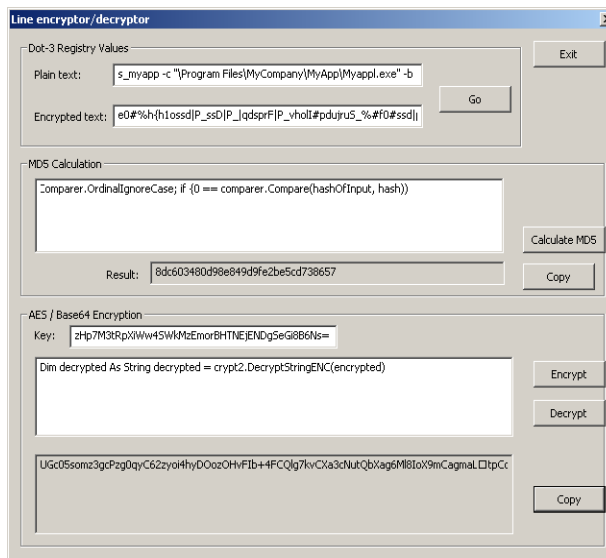 Line encryptor/decryptor
Dot-3 Registry Values
Exit
Plain text: s_myapp -c "\Program Files\MyCompany\MyApp\Myappl.exe" -b
Go
Encrypted text: e0#%h{h1ossd|P_ssD|P_|qdsprF|P_vholI#pdujruS_%#f0#ssd|
MD5 Calculation
Comparer.OrdinalIgnoreCase; if {0 == comparer.Compare(hashOfInput, hash))
Calculate MD5
Result: 8dc603480d98e849d9fe2be5cd738657
Copy
AES / Base64 Encryption
Key: zHp7M3tRpXiWw4SWkMzEmorBHTNEjENDgSeGi8B6Ns=
Dim decrypted As String decrypted = crypt2.DecryptStringENC(encrypted)
Encrypt
Decrypt
UGc05somz3gcPzg0qyC62zyoi4hyDOozOHvFIb+4FCQlg7kvCXa3cNutQbXag6Ml8IoX9mCagmaL□tpCc
Copy